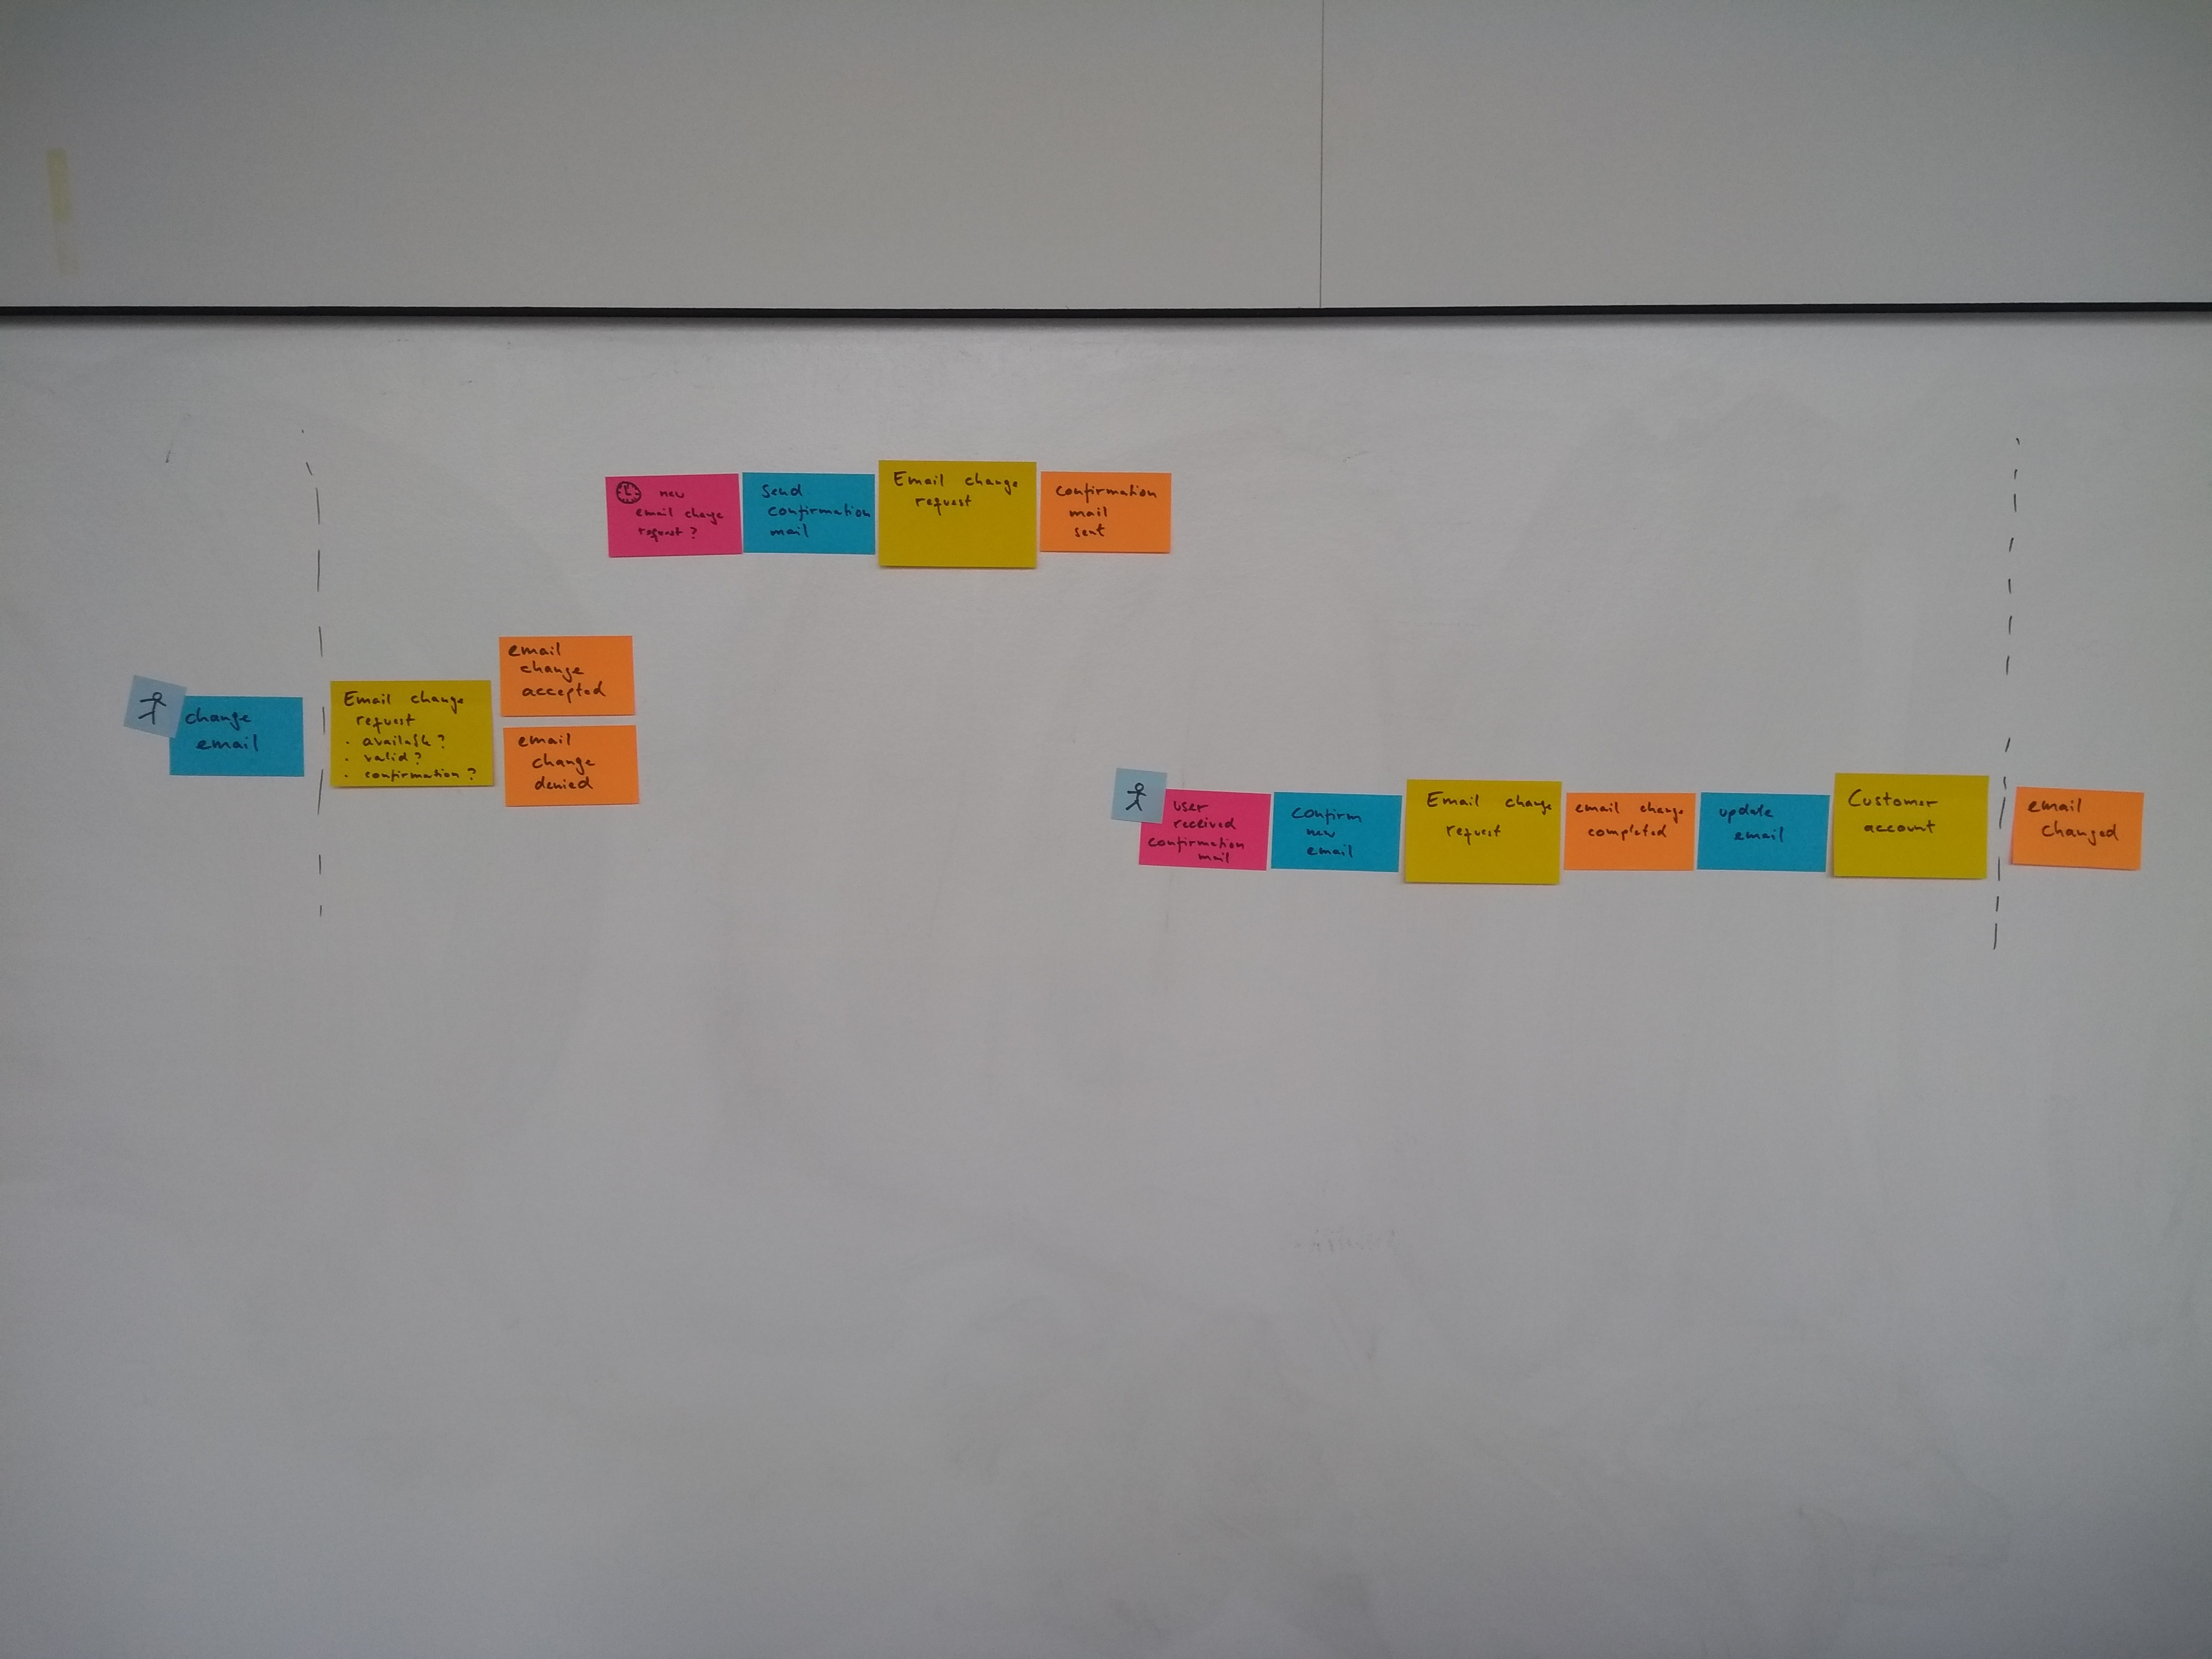 new
email change
request?
Send
confirmation
mail
Email change
request
confirmation
mail
sent
change
email
Email change
request
· available?
· valid?
· confirmation?
email
change
accepted
email
change
denied
user
received
confirmation
mail
confirm
new
email
Email change
request
email change
completed
update
email
Customer
account
email
changed